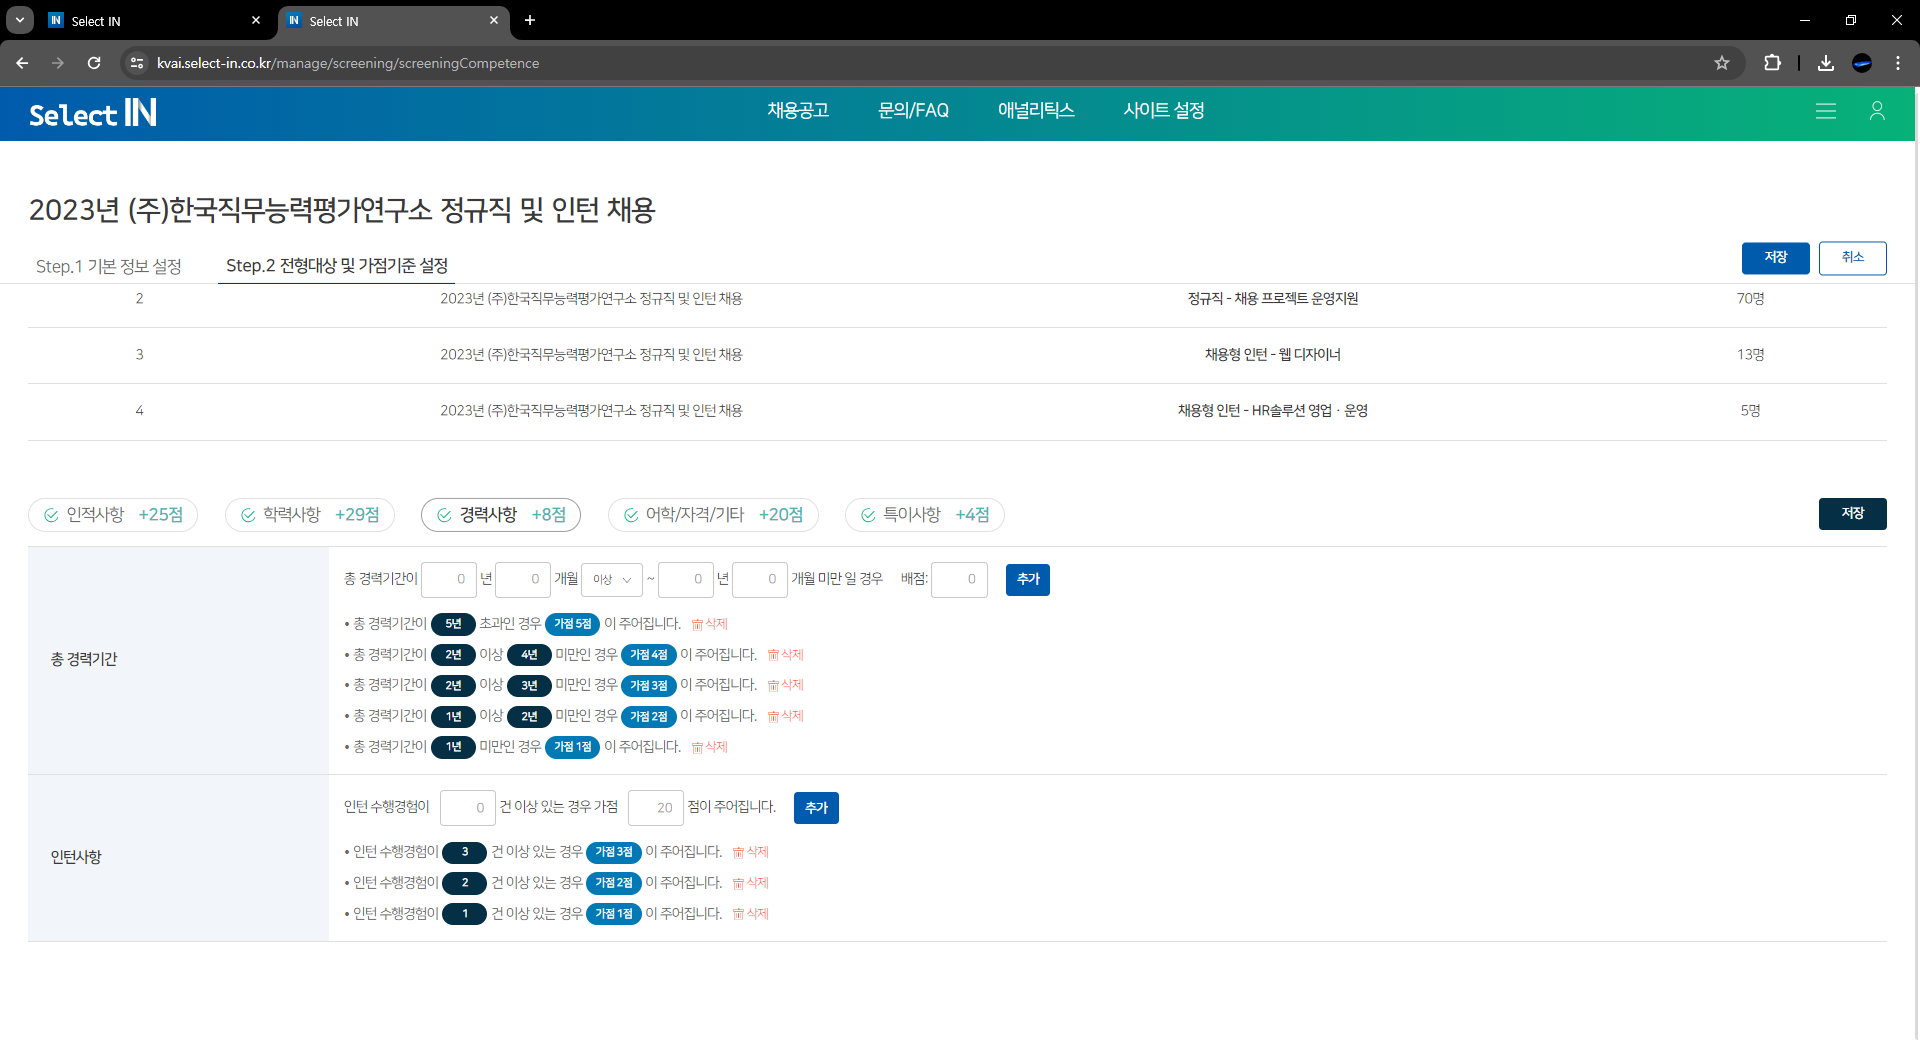 Select IN
Select IN
kvai.select-in.co.kr/manage/screening/screeningCompetence
Select IN
채용공고 문의/FAQ 애널리틱스 사이트 설정
2023년 (주)한국직무능력평가연구소 정규직 및 인턴 채용
Step.1 기본 정보 설정 Step.2 전형대상 및 가점기준 설정 저장 취소
2 2023년 (주)한국직무능력평가연구소 정규직 및 인턴 채용 정규직 - 채용 프로젝트 운영지원 70명
3 2023년 (주)한국직무능력평가연구소 정규직 및 인턴 채용 채용형 인턴 - 웹 디자이너 13명
4 2023년 (주)한국직무능력평가연구소 정규직 및 인턴 채용 채용형 인턴 - HR솔루션 영업 · 운영 5명
인적사항 +25점 학력사항 +29점 경력사항 +8점 어학/자격/기타 +20점 특이사항 +4점 저장
총 경력기간
총 경력기간이 0 년 0 개월 이상 ~ 0 년 0 개월 미만 일 경우 배점: 0 추가
• 총 경력기간이 5년 초과인 경우 가점 5점 이 주어집니다. 삭제
• 총 경력기간이 2년 이상 4년 미만인 경우 가점 4점 이 주어집니다. 삭제
• 총 경력기간이 2년 이상 3년 미만인 경우 가점 3점 이 주어집니다. 삭제
• 총 경력기간이 1년 이상 2년 미만인 경우 가점 2점 이 주어집니다. 삭제
• 총 경력기간이 1년 미만인 경우 가점 1점 이 주어집니다. 삭제
인턴사항
인턴 수행경험이 0 건 이상 있는 경우 가점 20 점이 주어집니다. 추가
• 인턴 수행경험이 3 건 이상 있는 경우 가점 3점 이 주어집니다. 삭제
• 인턴 수행경험이 2 건 이상 있는 경우 가점 2점 이 주어집니다. 삭제
• 인턴 수행경험이 1 건 이상 있는 경우 가점 1점 이 주어집니다. 삭제